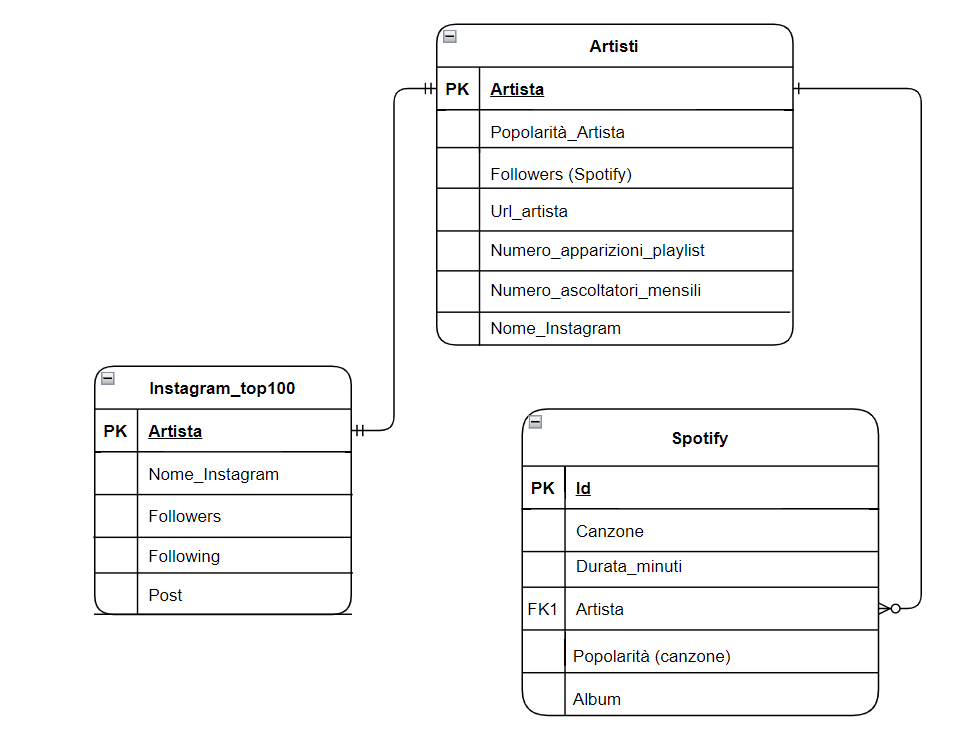 Artisti
PK Artista
Popolarità_Artista
Followers (Spotify)
Url_artista
Numero_apparizioni_playlist
Numero_ascoltatori_mensili
Nome_Instagram
Instagram_top100
PK Artista
Nome_Instagram
Followers
Following
Post
Spotify
PK Id
Canzone
Durata_minuti
FK1 Artista
Popolarità (canzone)
Album